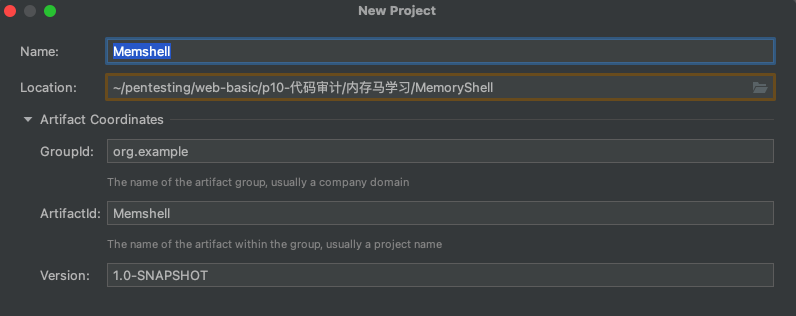 New Project
Name: Memshell
Location: ~/pentesting/web-basic/p10-代码审计/内存马学习/MemoryShell
Artifact Coordinates
GroupId: org.example
The name of the artifact group, usually a company domain
ArtifactId: Memshell
The name of the artifact within the group, usually a project name
Version: 1.0-SNAPSHOT